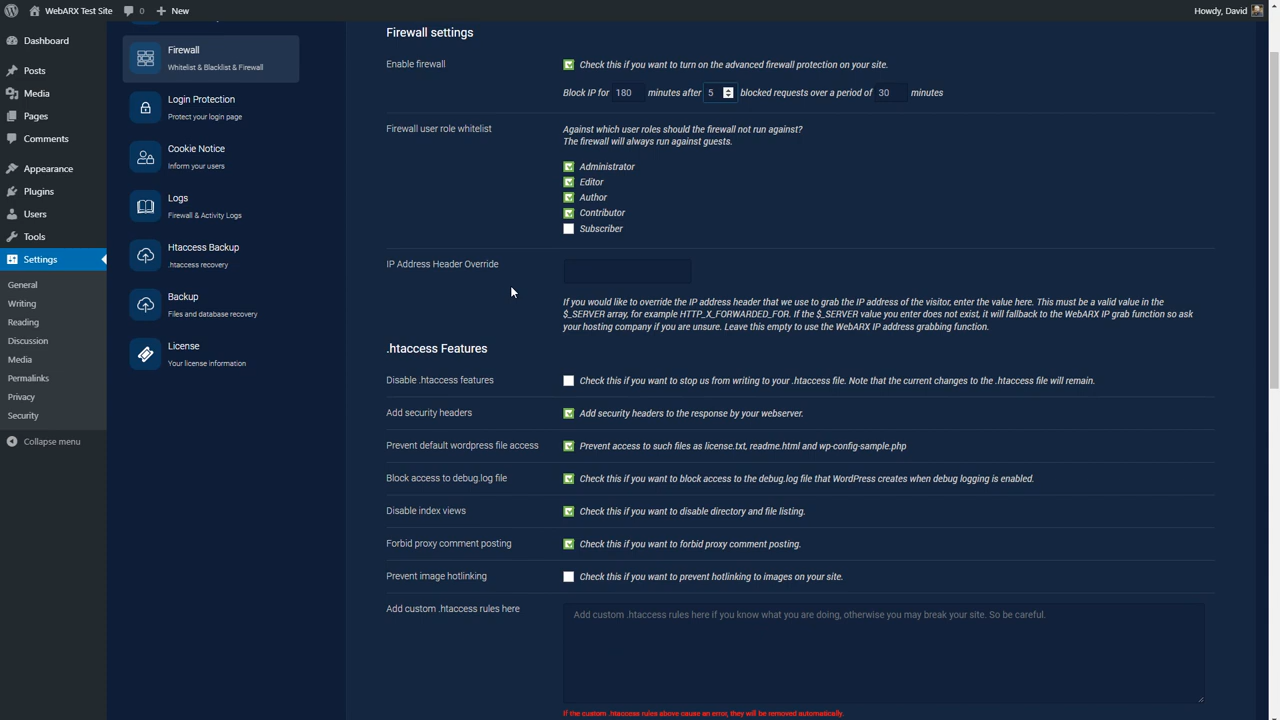 WebARX Test Site
0
New
Howdy, David
Dashboard
Posts
Media
Pages
Comments
Appearance
Plugins
Users
Tools
Settings
General
Writing
Reading
Discussion
Media
Permalinks
Privacy
Security
Collapse menu
Firewall
Whitelist & Blacklist & Firewall
Login Protection
Protect your login page
Cookie Notice
Inform your users
Logs
Firewall & Activity Logs
Htaccess Backup
.htaccess recovery
Backup
Files and database recovery
License
Your license information
Firewall settings
Enable firewall
Check this if you want to turn on the advanced firewall protection on your site.
Block IP for 180 minutes after 5 blocked requests over a period of 30 minutes
Firewall user role whitelist
Against which user roles should the firewall not run against?
The firewall will always run against guests.
Administrator
Editor
Author
Contributor
Subscriber
IP Address Header Override
If you would like to override the IP address header that we use to grab the IP address of the visitor, enter the value here. This must be a valid value in the
$_SERVER array, for example HTTP_X_FORWARDED_FOR. If the $_SERVER value you enter does not exist, it will fallback to the WebARX IP grab function so ask
your hosting company if you are unsure. Leave this empty to use the WebARX IP address grabbing function.
.htaccess Features
Disable .htaccess features
Check this if you want to stop us from writing to your .htaccess file. Note that the current changes to the .htaccess file will remain.
Add security headers
Add security headers to the response by your webserver.
Prevent default wordpress file access
Prevent access to such files as license.txt, readme.html and wp-config-sample.php
Block access to debug.log file
Check this if you want to block access to the debug.log file that WordPress creates when debug logging is enabled.
Disable index views
Check this if you want to disable directory and file listing.
Forbid proxy comment posting
Check this if you want to forbid proxy comment posting.
Prevent image hotlinking
Check this if you want to prevent hotlinking to images on your site.
Add custom .htaccess rules here
Add custom .htaccess rules here if you know what you are doing, otherwise you may break your site. So be careful.
If the custom .htaccess rules above cause an error, they will be removed automatically.